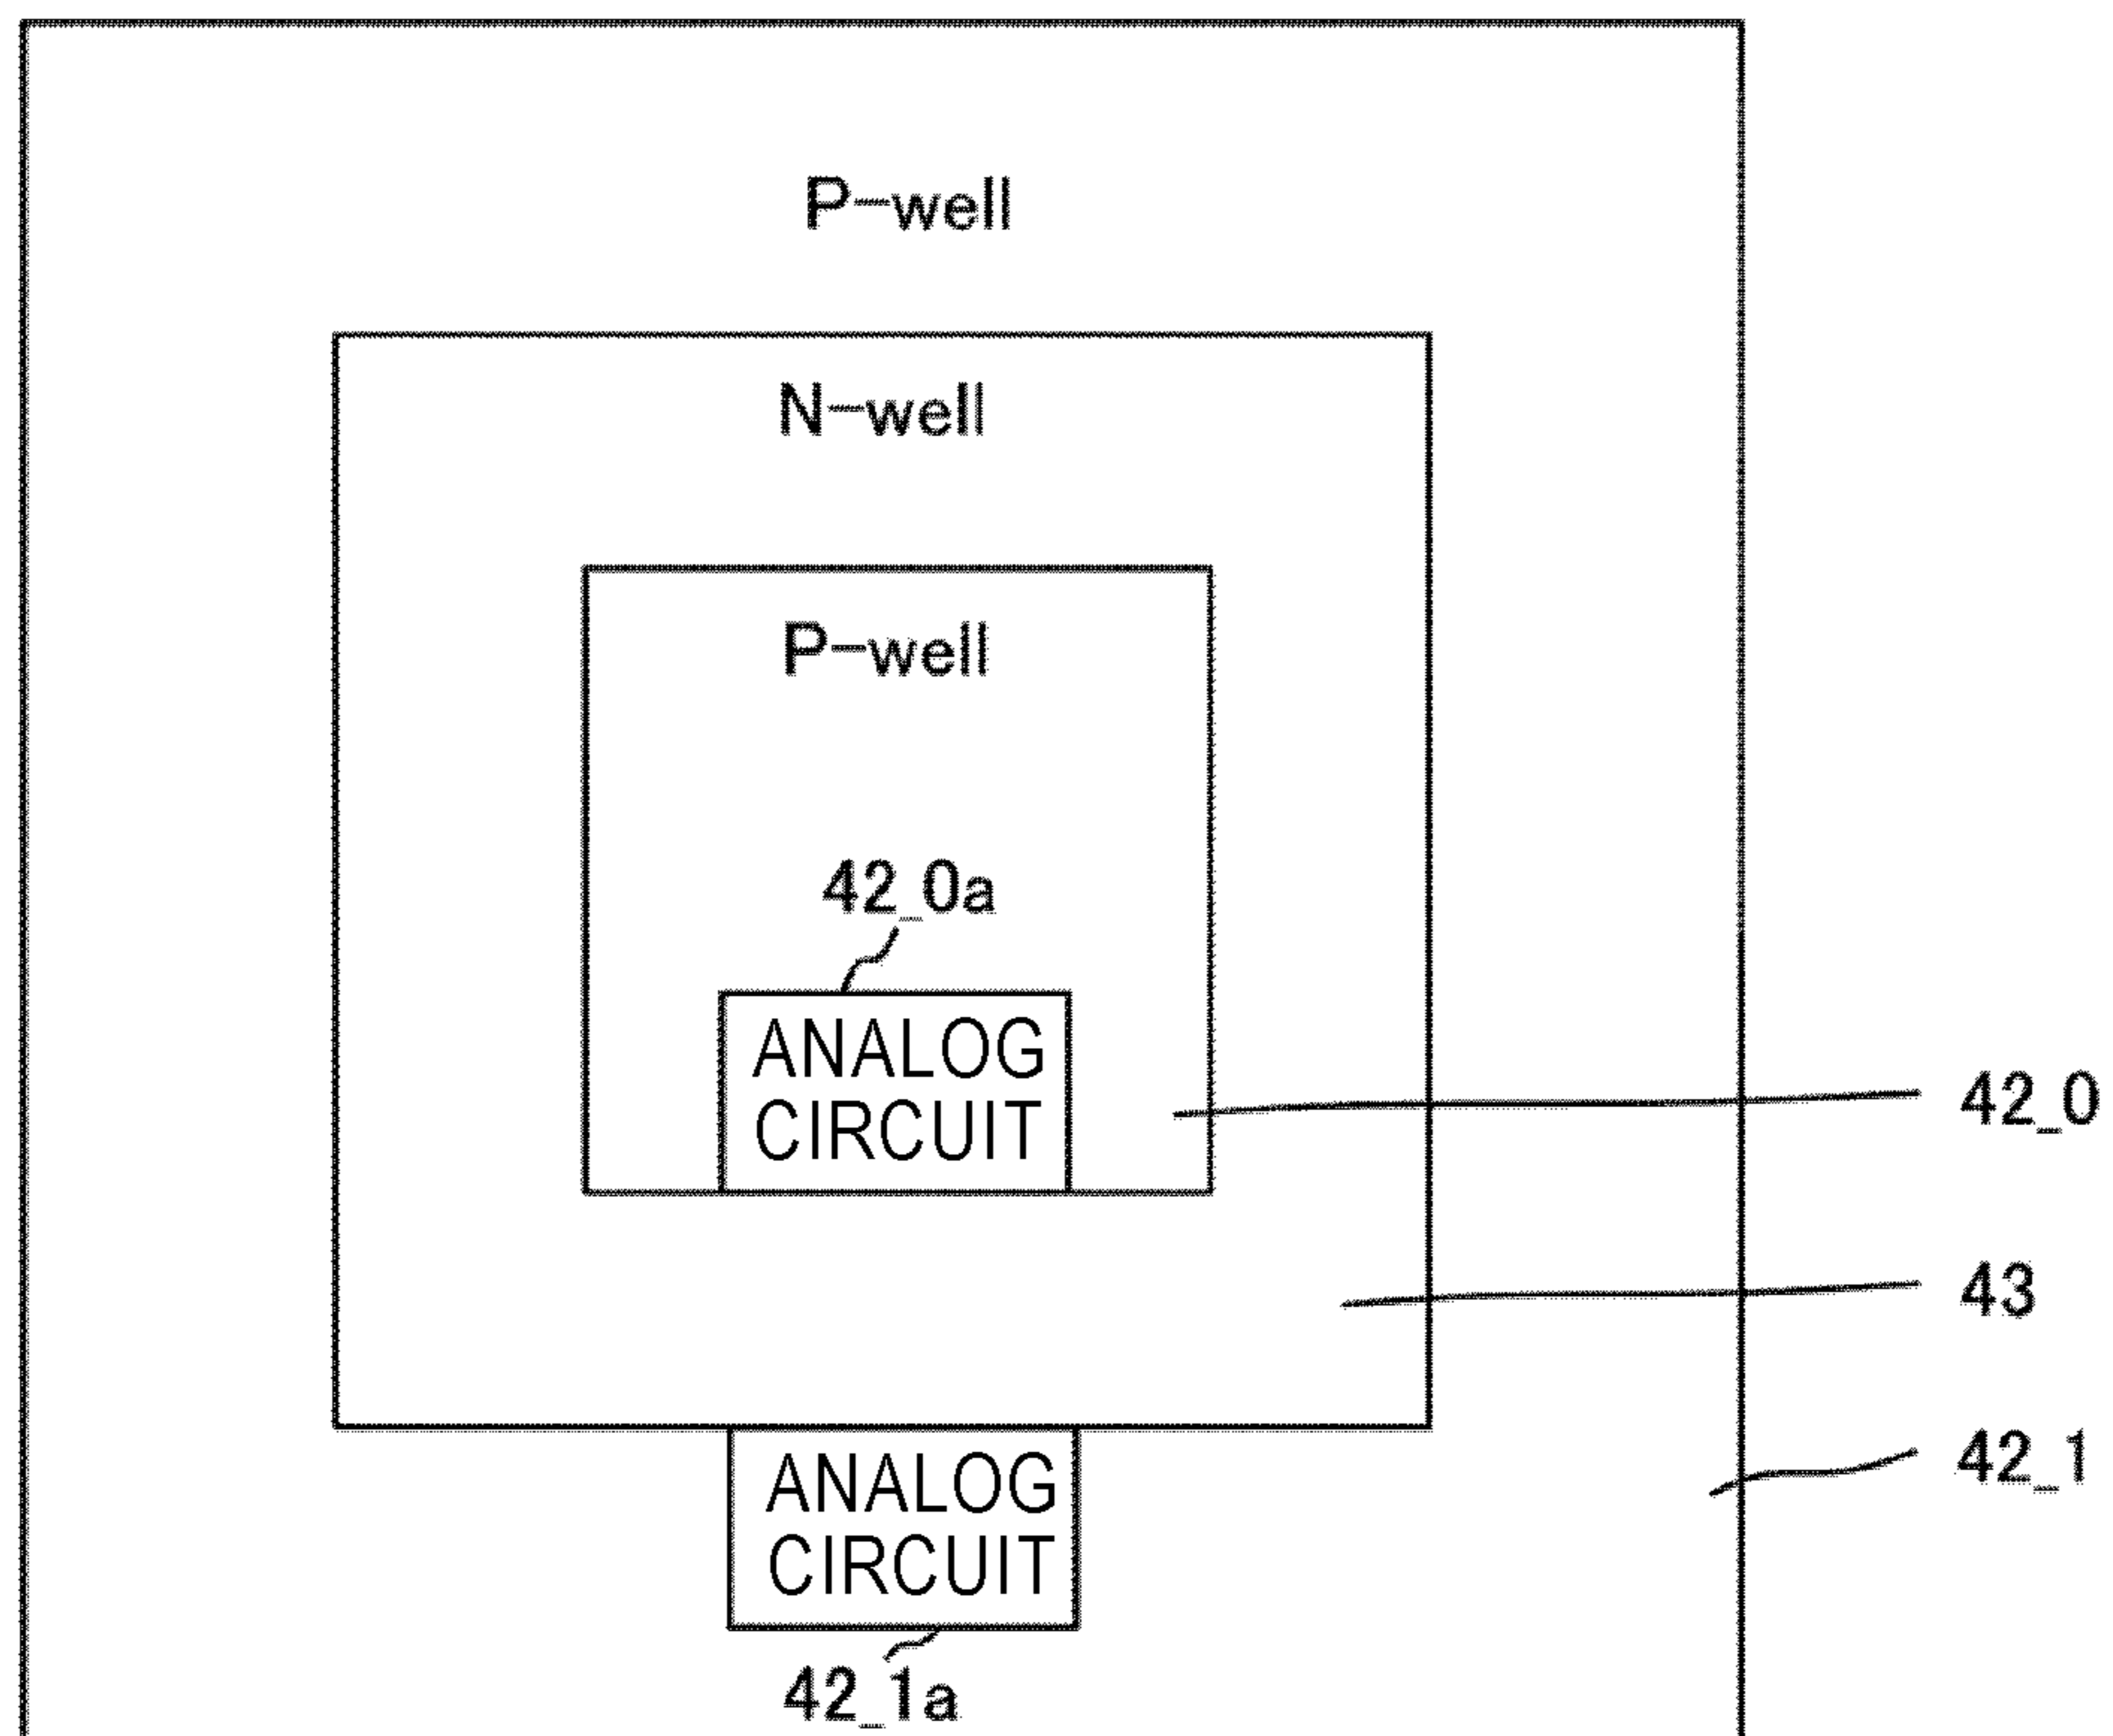 P-well
N-well
P-well
42_0a
ANALOG
CIRCUIT
42_0
43
42_1
ANALOG
CIRCUIT
42_1a